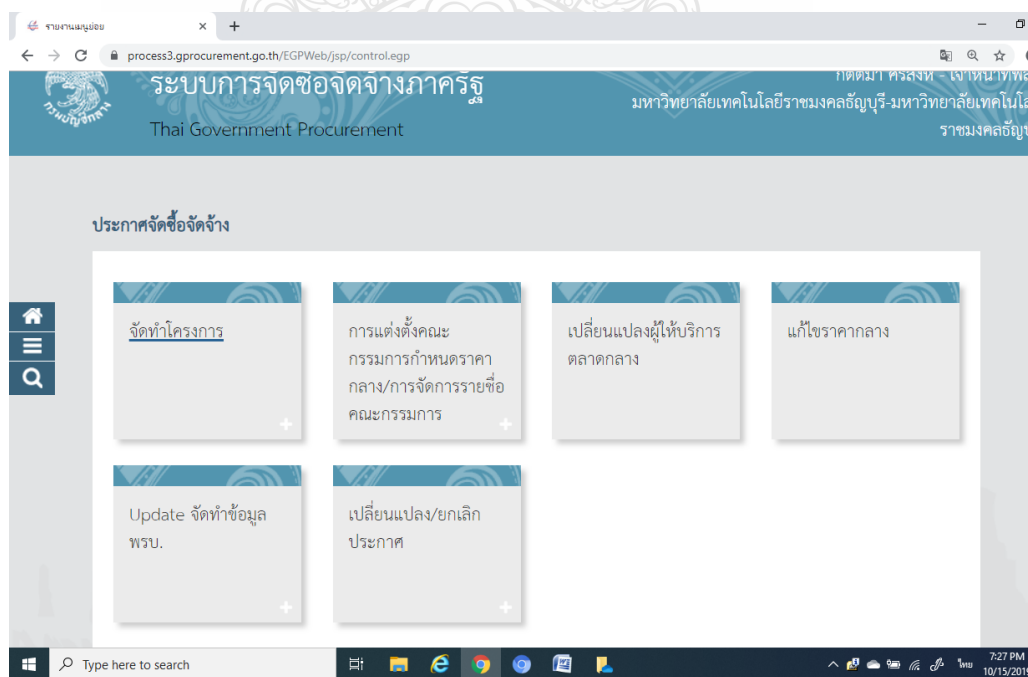 รายงานเมนูย่อย
process3.gprocurement.go.th/EGPWeb/jsp/control.egp
ระบบการจัดซื้อจัดจ้างภาครัฐ
Thai Government Procurement
กรมบัญชีกลาง
มหาวิทยาลัยเทคโนโลยีราชมงคลธัญบุรี-มหาวิทยาลัยเทคโนโล
ราชมงคลธัญบ
ประกาศจัดซื้อจัดจ้าง
จัดทำโครงการ
การแต่งตั้งคณะ
กรรมการกำหนดราคา
กลาง/การจัดการรายชื่อ
คณะกรรมการ
เปลี่ยนแปลงผู้ให้บริการ
ตลาดกลาง
แก้ไขราคากลาง
Update จัดทำข้อมูล
พรบ.
เปลี่ยนแปลง/ยกเลิก
ประกาศ
Type here to search
ไทย
7:27 PM
10/15/2019